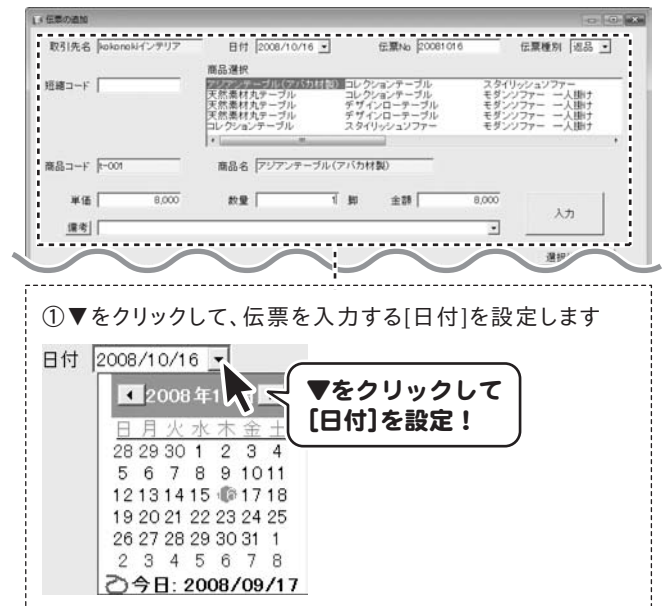 伝票の追加
取引先名 kokonokiインテリア 日付 2008/10/16 伝票No 20081016 伝票種別 返品
商品選択
短縮コード
アジアンテーブル(アバカ材製) コレクションテーブル スタイリッシュソファー
天然素材丸テーブル コレクションテーブル モダンソファー 一人掛け
天然素材丸テーブル デザインローテーブル モダンソファー 一人掛け
天然素材丸テーブル デザインローテーブル モダンソファー 一人掛け
コレクションテーブル スタイリッシュソファー モダンソファー 一人掛け
商品コード t-001 商品名 アジアンテーブル(アバカ材製)
単価 8,000 数量 1 脚 金額 8,000
入力
備考
①▼をクリックして、伝票を入力する[日付]を設定します
日付 2008/10/16
▼をクリックして
[日付]を設定！
2008年1
日 月 火 水 木 金 土
28 29 30 1 2 3 4
5 6 7 8 9 10 11
12 13 14 15 16 17 18
19 20 21 22 23 24 25
26 27 28 29 30 31 1
2 3 4 5 6 7 8
今日: 2008/09/17